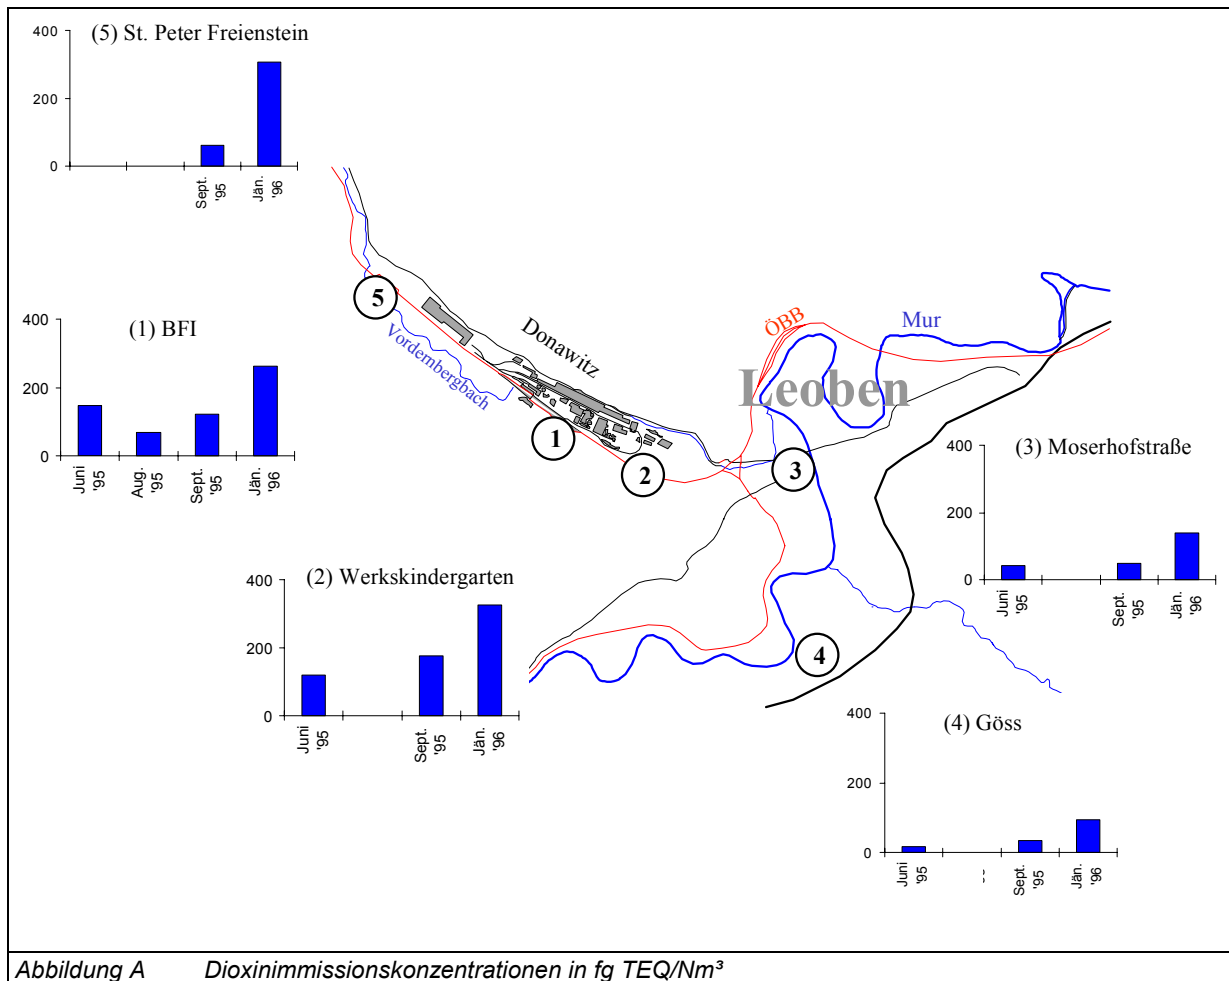 (5) St. Peter Freienstein
400
200
0
Sept. '95
Jän. '96
(1) BFI
400
200
0
Juni '95
Aug. '95
Sept. '95
Jän. '96
(2) Werkskindergarten
400
200
0
Juni '95
Sept. '95
Jän. '96
5
Vordembergbach
Donawitz
1
2
ÖBB
Mur
Leoben
3
4
(3) Moserhofstraße
400
200
0
Juni '95
Sept. '95
Jän. '96
(4) Göss
400
200
0
Juni '95
Sept. '95
Jän. '96
Abbildung A Dioxinimmissionskonzentrationen in fg TEQ/Nm³